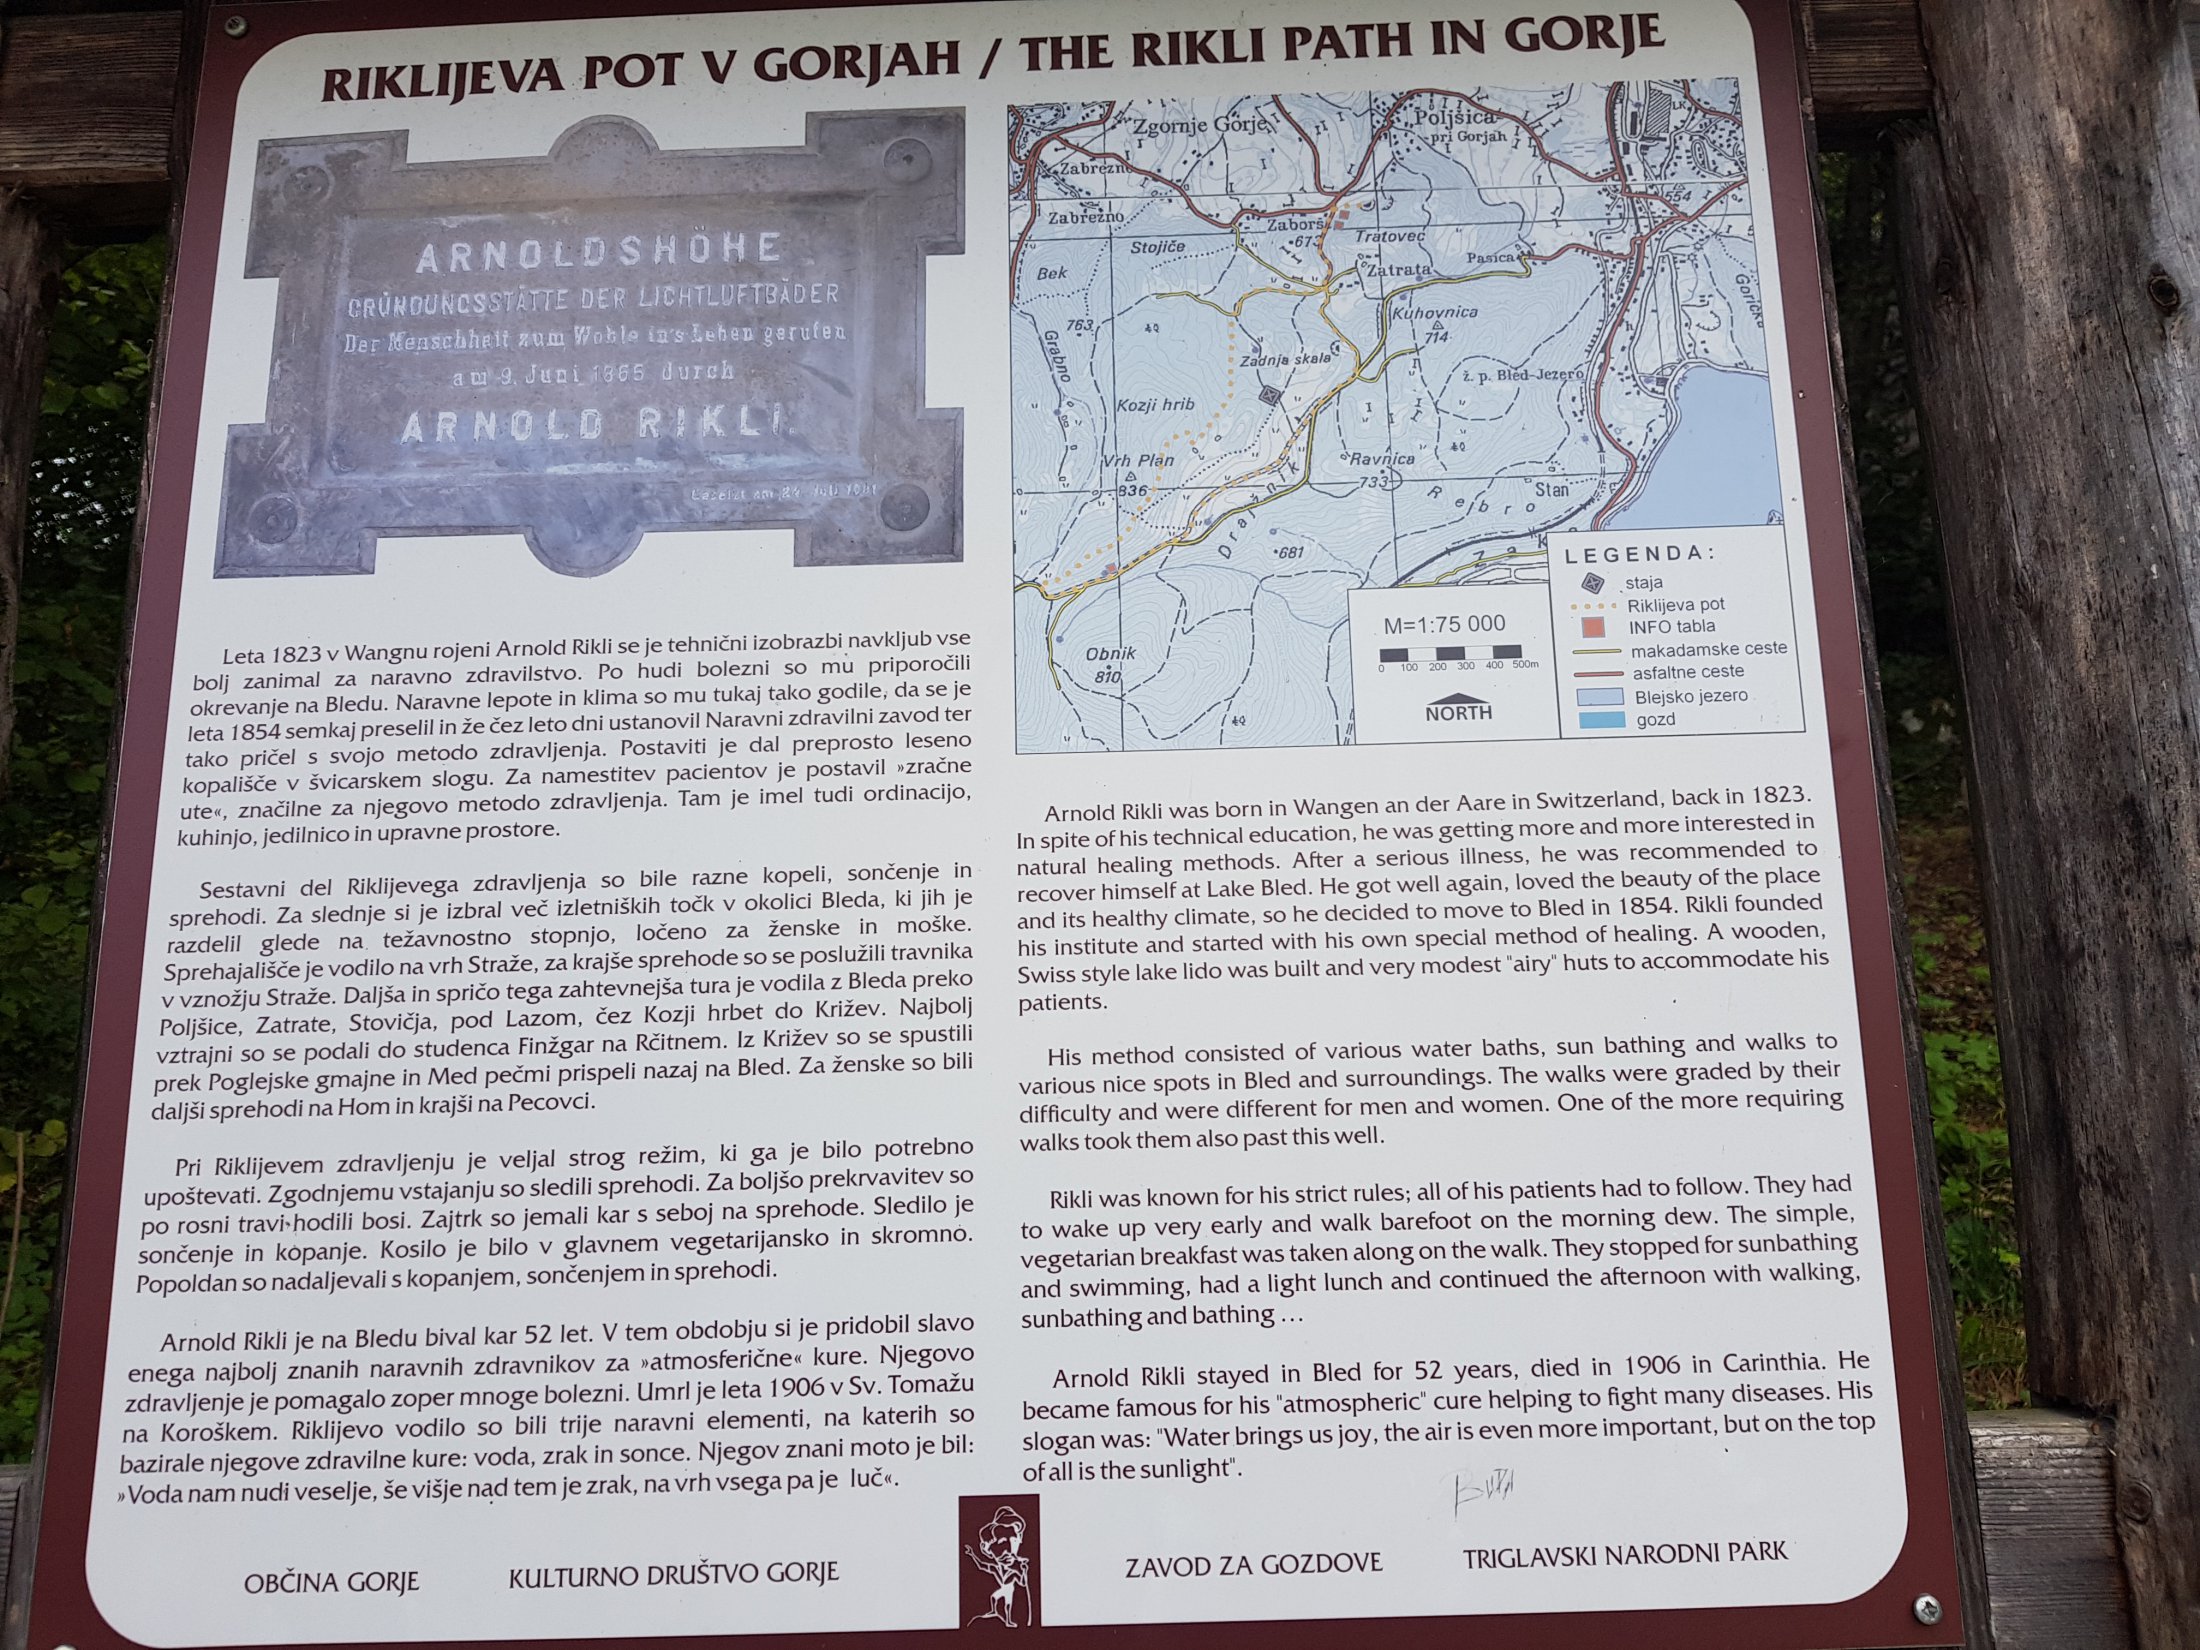 RIKLIJEVA POT V GORJAH / THE RIKLI PATH IN GORJE
ARNOLDSHÖHE
GRÜNDUNGSSTÄTTE DER LICHTLUFTBÄDER
Der Menschheit zum Wohle in's Leben gerufen
am 9. Juni 1865 durch
ARNOLD RIKLI.
am 24. Juli 1901
Zgornje Gorje
Poljšica
pri Gorjah
LK
Zabrezno
Zabrezno
554
Zaborš
673
Stojiče
Tratovec
Pasica
Bek
Zatrata
Gorička
763
Kuhovnica
714
Grabno
Zadnja skala
ž. p. Bled-Jezero
Kozji hrib
Vrh Plan
836
Ravnica
733
Rebro
Stan
Drajšnik
681
Obnik
810
M=1:75 000
0 100 200 300 400 500m
NORTH
LEGENDA:
staja
Riklijeva pot
INFO tabla
makadamske ceste
asfaltne ceste
Blejsko jezero
gozd
Leta 1823 v Wangnu rojeni Arnold Rikli se je tehnični izobrazbi navkljub vse
bolj zanimal za naravno zdravilstvo. Po hudi bolezni so mu priporočili
okrevanje na Bledu. Naravne lepote in klima so mu tukaj tako godile, da se je
leta 1854 semkaj preselil in že čez leto dni ustanovil Naravni zdravilni zavod ter
tako pričel s svojo metodo zdravljenja. Postaviti je dal preprosto leseno
kopališče v švicarskem slogu. Za namestitev pacientov je postavil »zračne
ute«, značilne za njegovo metodo zdravljenja. Tam je imel tudi ordinacijo,
kuhinjo, jedilnico in upravne prostore.
Sestavni del Riklijevega zdravljenja so bile razne kopeli, sončenje in
sprehodi. Za slednje si je izbral več izletniških točk v okolici Bleda, ki jih je
razdelil glede na težavnostno stopnjo, ločeno za ženske in moške.
Sprehajališče je vodilo na vrh Straže, za krajše sprehode so se poslužili travnika
v vznožju Straže. Daljša in spričo tega zahtevnejša tura je vodila z Bleda preko
Poljšice, Zatrate, Stovičja, pod Lazom, čez Kozji hrbet do Križev. Najbolj
vztrajni so se podali do studenca Finžgar na Rčitnem. Iz Križev so se spustili
prek Poglejske gmajne in Med pečmi prispeli nazaj na Bled. Za ženske so bili
daljši sprehodi na Hom in krajši na Pecovci.
Pri Riklijevem zdravljenju je veljal strog režim, ki ga je bilo potrebno
upoštevati. Zgodnjemu vstajanju so sledili sprehodi. Za boljšo prekrvavitev so
po rosni travi hodili bosi. Zajtrk so jemali kar s seboj na sprehode. Sledilo je
sončenje in kopanje. Kosilo je bilo v glavnem vegetarijansko in skromno.
Popoldan so nadaljevali s kopanjem, sončenjem in sprehodi.
Arnold Rikli je na Bledu bival kar 52 let. V tem obdobju si je pridobil slavo
enega najbolj znanih naravnih zdravnikov za »atmosferične« kure. Njegovo
zdravljenje je pomagalo zoper mnoge bolezni. Umrl je leta 1906 v Sv. Tomažu
na Koroškem. Riklijevo vodilo so bili trije naravni elementi, na katerih so
bazirale njegove zdravilne kure: voda, zrak in sonce. Njegov znani moto je bil:
»Voda nam nudi veselje, še višje nad tem je zrak, na vrh vsega pa je luč«.
Arnold Rikli was born in Wangen an der Aare in Switzerland, back in 1823.
In spite of his technical education, he was getting more and more interested in
natural healing methods. After a serious illness, he was recommended to
recover himself at Lake Bled. He got well again, loved the beauty of the place
and its healthy climate, so he decided to move to Bled in 1854. Rikli founded
his institute and started with his own special method of healing. A wooden,
Swiss style lake lido was built and very modest "airy" huts to accommodate his
patients.
His method consisted of various water baths, sun bathing and walks to
various nice spots in Bled and surroundings. The walks were graded by their
difficulty and were different for men and women. One of the more requiring
walks took them also past this well.
Rikli was known for his strict rules; all of his patients had to follow. They had
to wake up very early and walk barefoot on the morning dew. The simple,
vegetarian breakfast was taken along on the walk. They stopped for sunbathing
and swimming, had a light lunch and continued the afternoon with walking,
sunbathing and bathing ...
Arnold Rikli stayed in Bled for 52 years, died in 1906 in Carinthia. He
became famous for his "atmospheric" cure helping to fight many diseases. His
slogan was: "Water brings us joy, the air is even more important, but on the top
of all is the sunlight".
OBČINA GORJE KULTURNO DRUŠTVO GORJE ZAVOD ZA GOZDOVE TRIGLAVSKI NARODNI PARK